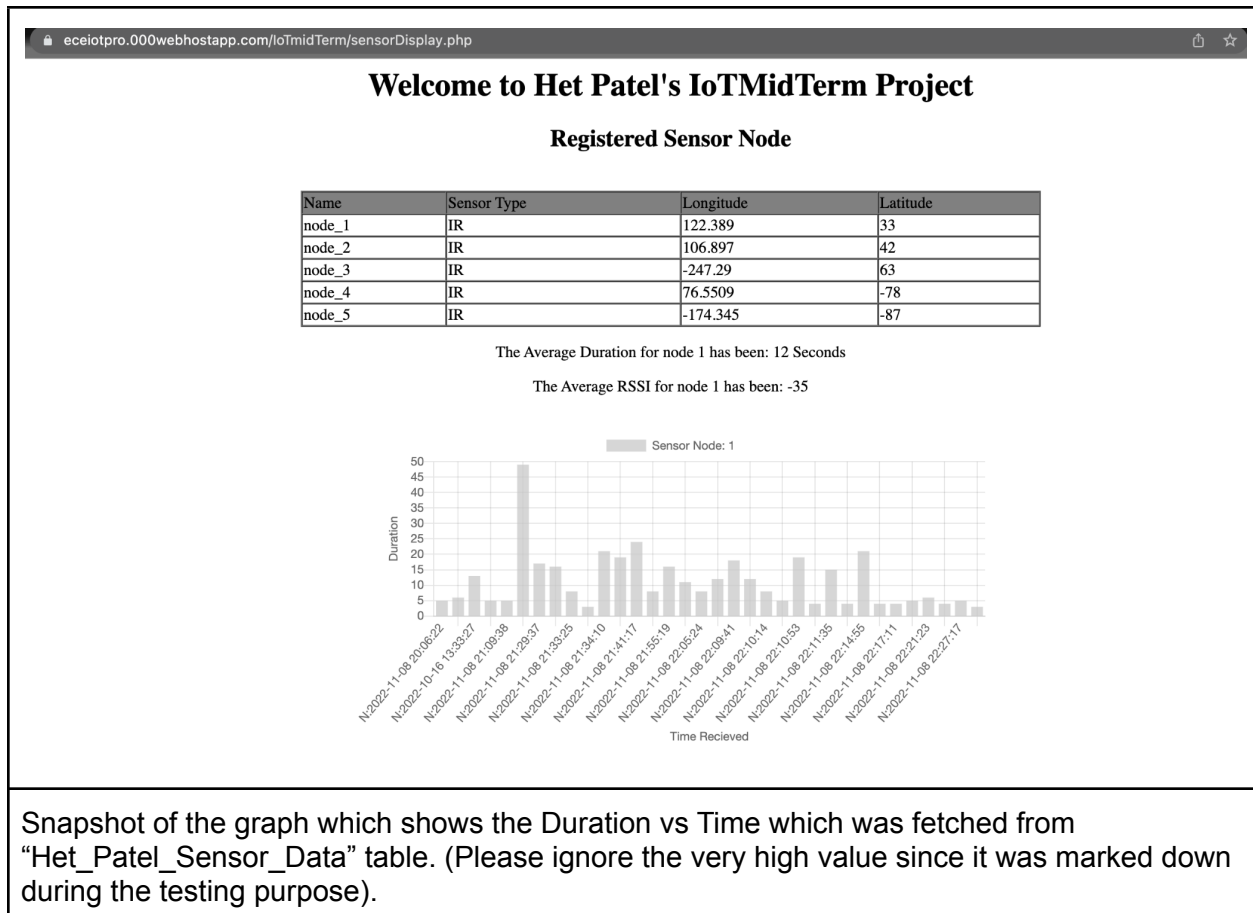 eceiotpro.000webhostapp.com/IoTmidTerm/sensorDisplay.php
Welcome to Het Patel's IoTMidTerm Project
Registered Sensor Node
Name Sensor Type Longitude Latitude
node_1 IR 122.389 33
node_2 IR 106.897 42
node_3 IR -247.29 63
node_4 IR 76.5509 -78
node_5 IR -174.345 -87
The Average Duration for node 1 has been: 12 Seconds
The Average RSSI for node 1 has been: -35
Sensor Node: 1
50
45
40
35
30
25
20
15
10
5
0
Duration
N:2022-11-08 20:06:22
N:2022-10-16 13:33:27
N:2022-11-08 21:09:38
N:2022-11-08 21:29:37
N:2022-11-08 21:33:25
N:2022-11-08 21:34:10
N:2022-11-08 21:41:17
N:2022-11-08 21:55:19
N:2022-11-08 22:05:24
N:2022-11-08 22:09:41
N:2022-11-08 22:10:14
N:2022-11-08 22:10:53
N:2022-11-08 22:11:35
N:2022-11-08 22:14:55
N:2022-11-08 22:17:11
N:2022-11-08 22:21:23
N:2022-11-08 22:27:17
Time Recieved
Snapshot of the graph which shows the Duration vs Time which was fetched from
“Het_Patel_Sensor_Data” table. (Please ignore the very high value since it was marked down
during the testing purpose).